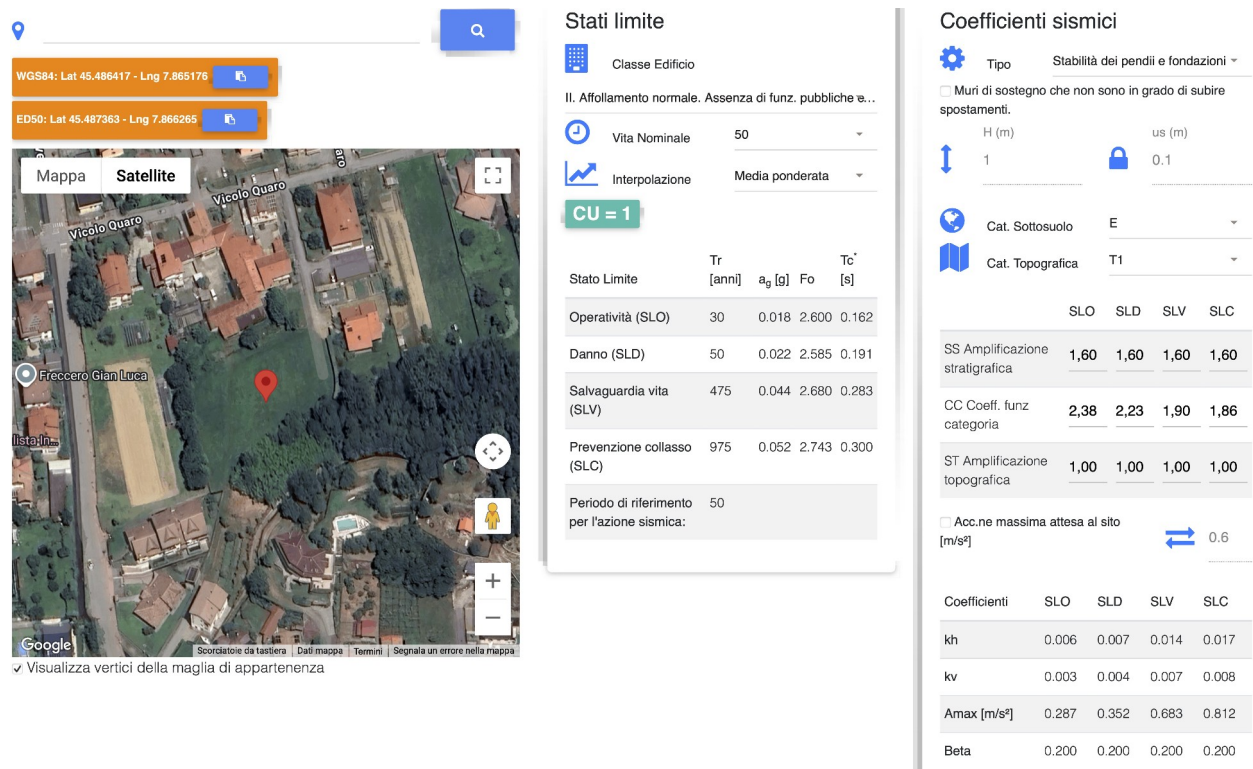 WGS84: Lat 45.486417 - Lng 7.865176
ED50: Lat 45.487363 - Lng 7.866265
Mappa Satellite
Vicolo Quaro
Vicolo Quaro
Quaro
Freccero Gian Luca
lista In...
Google
Scorciatoie da tastiera Dati mappa Termini Segnala un errore nella mappa
Visualizza vertici della maglia di appartenenza
Stati limite
Classe Edificio
II. Affollamento normale. Assenza di funz. pubbliche e...
Vita Nominale 50
Interpolazione Media ponderata
CU = 1
Stato Limite Tr [anni] ag [g] Fo Tc* [s]
Operatività (SLO) 30 0.018 2.600 0.162
Danno (SLD) 50 0.022 2.585 0.191
Salvaguardia vita (SLV) 475 0.044 2.680 0.283
Prevenzione collasso (SLC) 975 0.052 2.743 0.300
Periodo di riferimento per l'azione sismica: 50
Coefficienti sismici
Tipo Stabilità dei pendii e fondazioni
Muri di sostegno che non sono in grado di subire
spostamenti.
H (m) us (m)
1 0.1
Cat. Sottosuolo E
Cat. Topografica T1
SLO SLD SLV SLC
SS Amplificazione stratigrafica 1,60 1,60 1,60 1,60
CC Coeff. funz categoria 2,38 2,23 1,90 1,86
ST Amplificazione topografica 1,00 1,00 1,00 1,00
Acc.ne massima attesa al sito
[m/s²] 0.6
Coefficienti SLO SLD SLV SLC
kh 0.006 0.007 0.014 0.017
kv 0.003 0.004 0.007 0.008
Amax [m/s²] 0.287 0.352 0.683 0.812
Beta 0.200 0.200 0.200 0.200